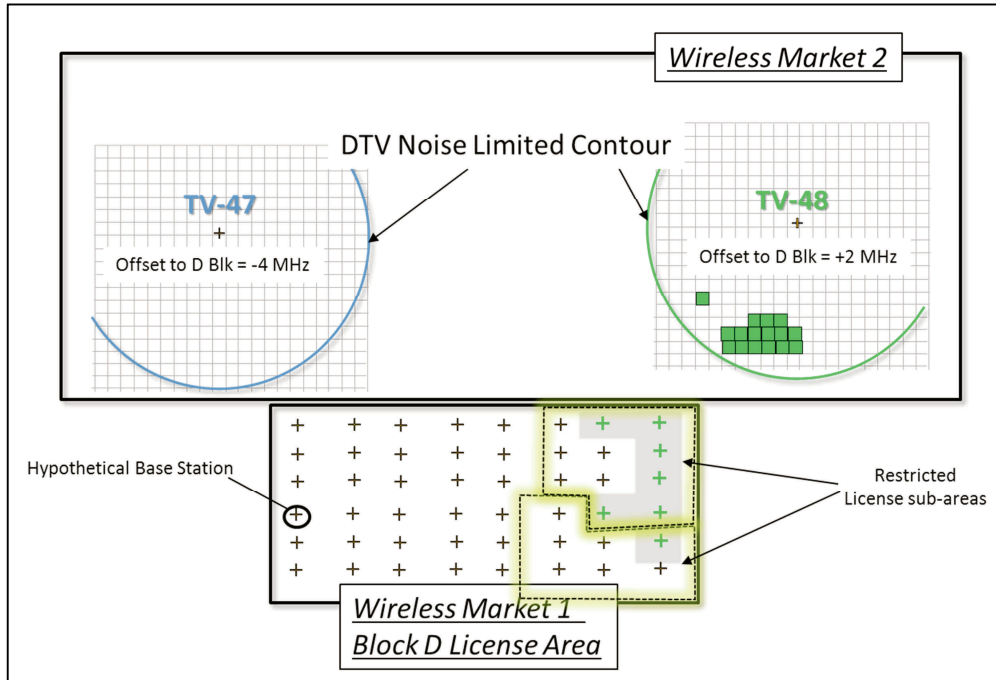 Wireless Market 2
DTV Noise Limited Contour
TV-47
Offset to D Blk = -4 MHz
TV-48
Offset to D Blk = +2 MHz
Hypothetical Base Station
Restricted
License sub-areas
Wireless Market 1
Block D License Area